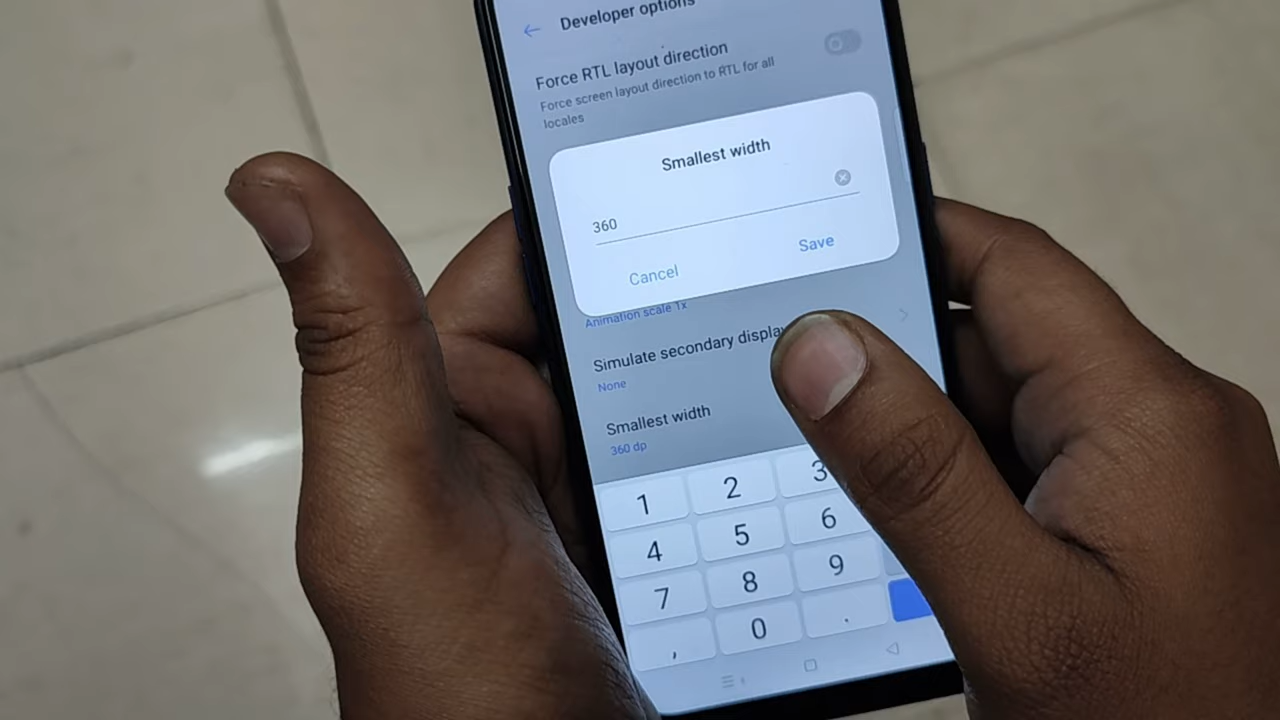 Developer options
Force RTL layout direction
Force screen layout direction to RTL for all
locales
Smallest width
360
Cancel
Save
Animation scale 1x
Simulate secondary display
None
Smallest width
360 dp
1 2 3
4 5 6
7 8 9
, 0 .